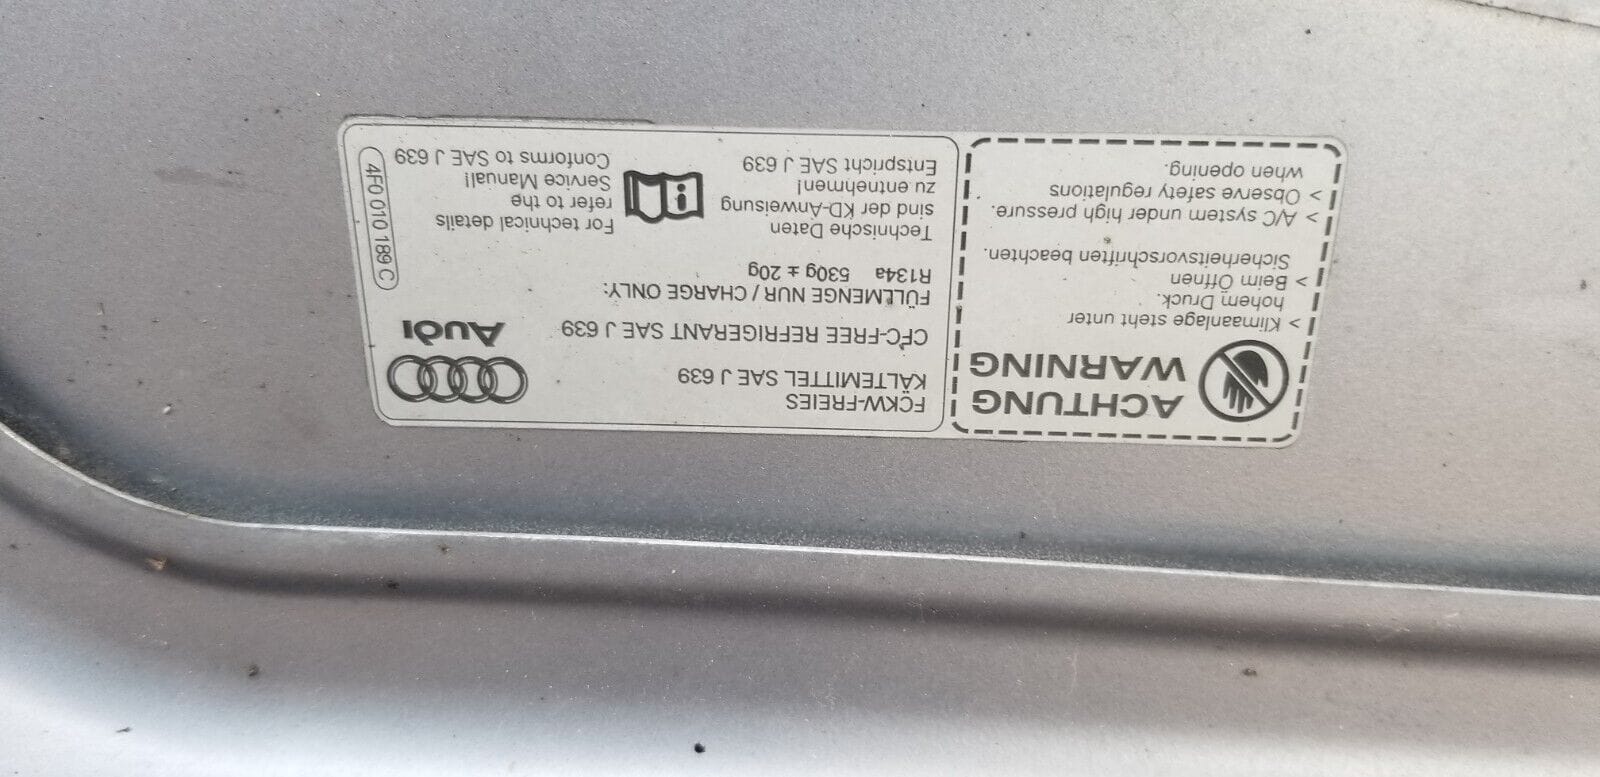 ACHTUNG
WARNING
> Klimaanlage steht unter
hohem Druck.
> Beim Öffnen
Sicherheitsvorschriften beachten.
> A/C system under high pressure.
> Observe safety regulations
when opening.
FCKW-FREIES
KÄLTEMITTEL SAE J 639
CFC-FREE REFRIGERANT SAE J 639
FÜLLMENGE NUR / CHARGE ONLY:
R134a 530g ± 20g
Technische Daten
sind der KD-Anweisung
zu entnehmen!
Entspricht SAE J 639
i
For technical details
refer to the
Service Manual!
Conforms to SAE J 639
Audi
4F0 010 189 C